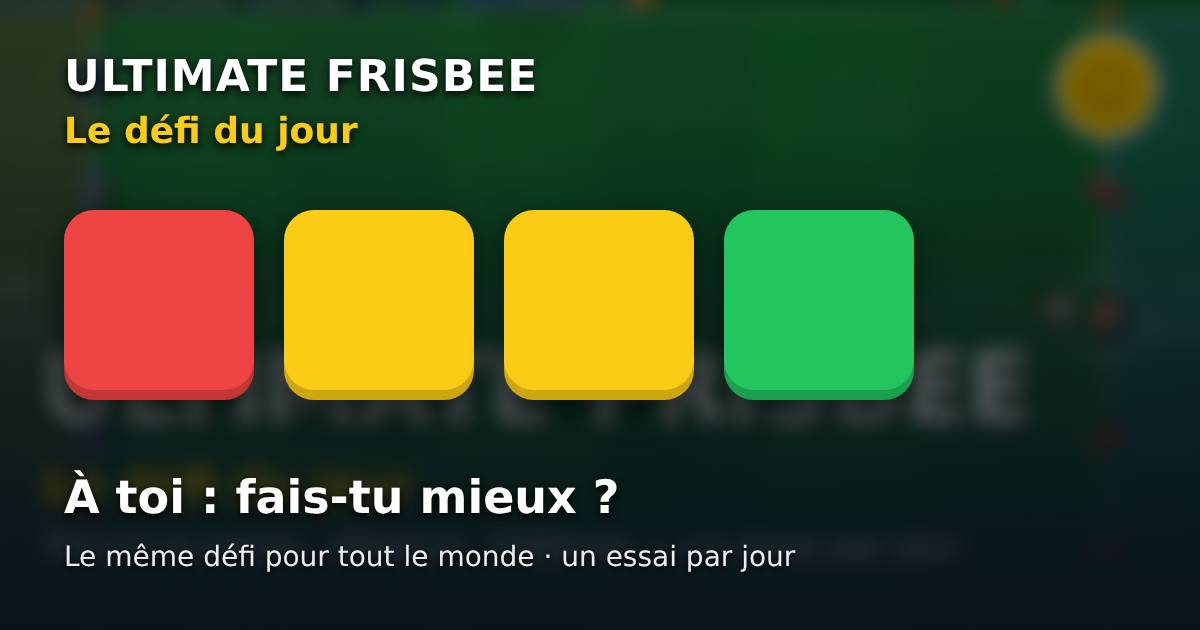 ULTIMATE FRISBEE
Le défi du jour
À toi : fais-tu mieux ?
Le même défi pour tout le monde · un essai par jour